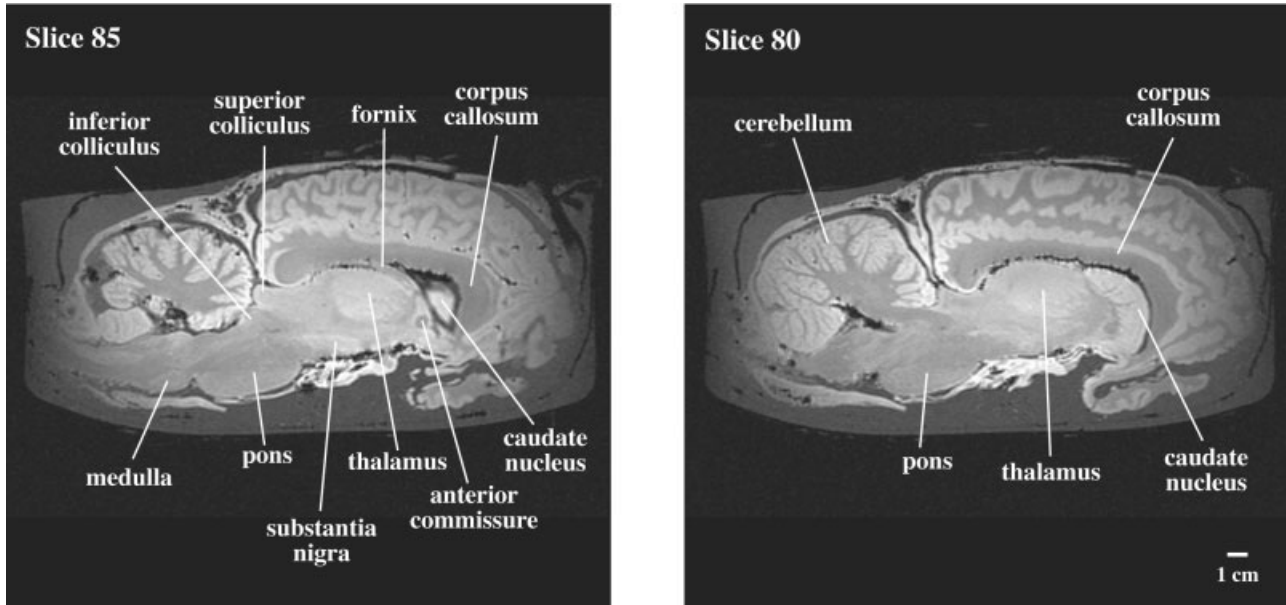 Slice 85
inferior
colliculus
superior
colliculus
fornix
corpus
callosum
medulla
pons
substantia
nigra
thalamus
anterior
commissure
caudate
nucleus
Slice 80
cerebellum
corpus
callosum
pons
thalamus
caudate
nucleus
1 cm